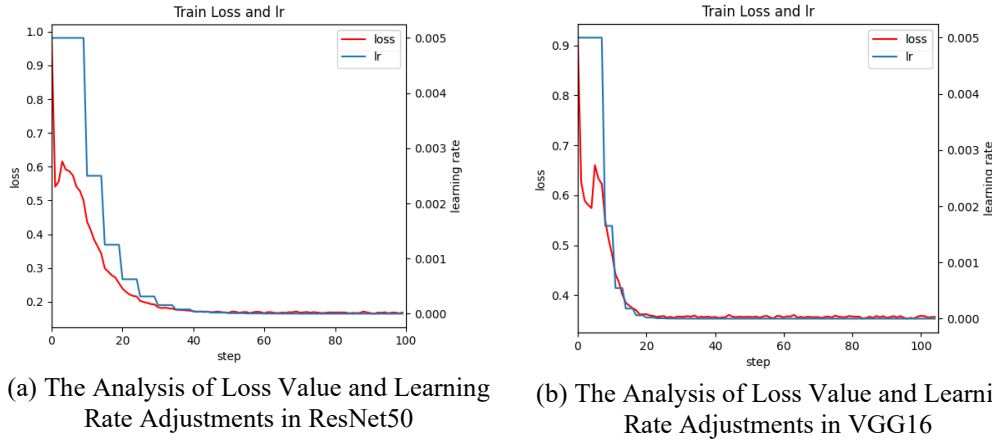 Train Loss and lr
loss
lr
1.0
0.9
0.8
0.7
0.6
0.5
0.4
0.3
0.2
loss
0.005
0.004
0.003
0.002
0.001
0.000
learning rate
0 20 40 60 80 100
step
(a) The Analysis of Loss Value and Learning
Rate Adjustments in ResNet50
Train Loss and lr
loss
lr
0.9
0.8
0.7
0.6
0.5
0.4
loss
0.005
0.004
0.003
0.002
0.001
0.000
learning rate
0 20 40 60 80 100
step
(b) The Analysis of Loss Value and Learni
Rate Adjustments in VGG16